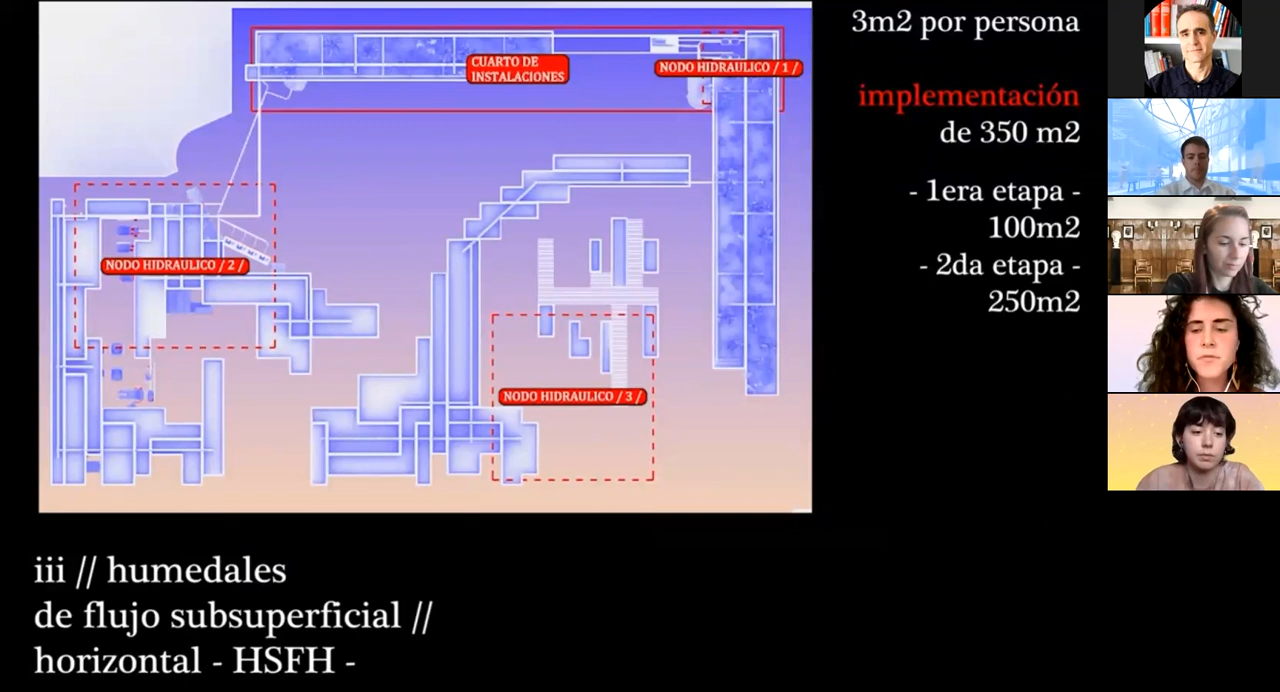 CUARTO DE
INSTALACIONES
NODO HIDRAULICO / 1 /
NODO HIDRAULICO / 2 /
NODO HIDRAULICO / 3 /
3m2 por persona
implementación
de 350 m2
- 1era etapa -
100m2
- 2da etapa -
250m2
iii // humedales
de flujo subsuperficial //
horizontal - HSFH -